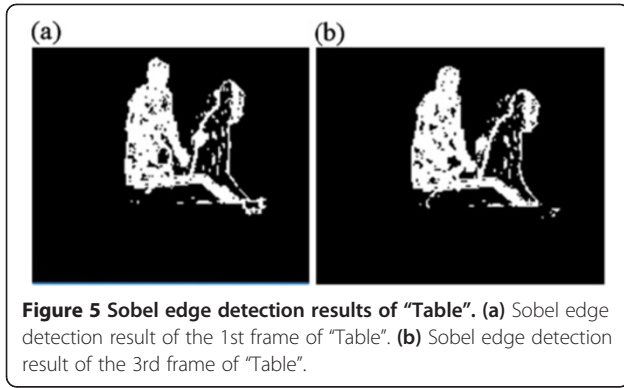 (a) (b)
Figure 5 Sobel edge detection results of “Table”. (a) Sobel edge
detection result of the 1st frame of “Table”. (b) Sobel edge detection
result of the 3rd frame of “Table”.